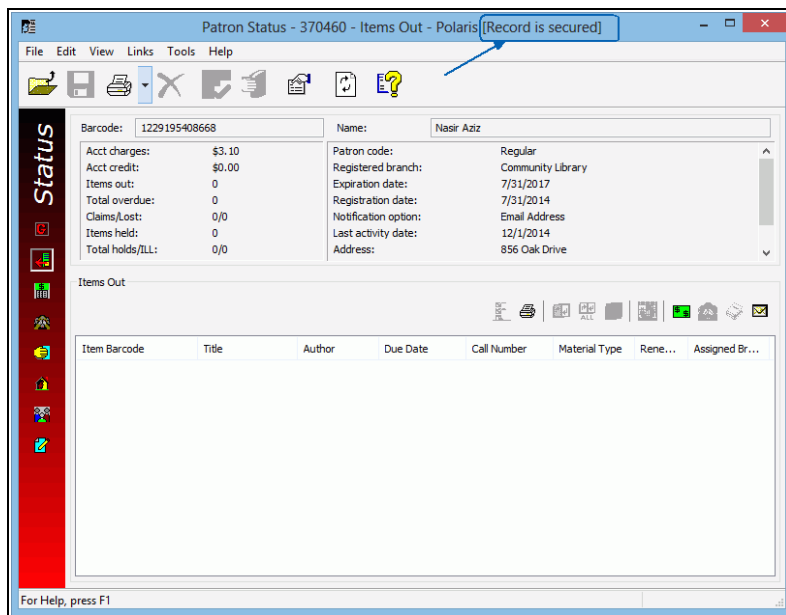 Patron Status - 370460 - Items Out - Polaris [Record is secured]
File Edit View Links Tools Help
Status
Barcode: 1229195408668 Name: Nasir Aziz
Acct charges: $3.10 Patron code: Regular
Acct credit: $0.00 Registered branch: Community Library
Items out: 0 Expiration date: 7/31/2017
Total overdue: 0 Registration date: 7/31/2014
Claims/Lost: 0/0 Notification option: Email Address
Items held: 0 Last activity date: 12/1/2014
Total holds/ILL: 0/0 Address: 856 Oak Drive
Items Out
ALL
Item Barcode Title Author Due Date Call Number Material Type Rene... Assigned Br...
For Help, press F1